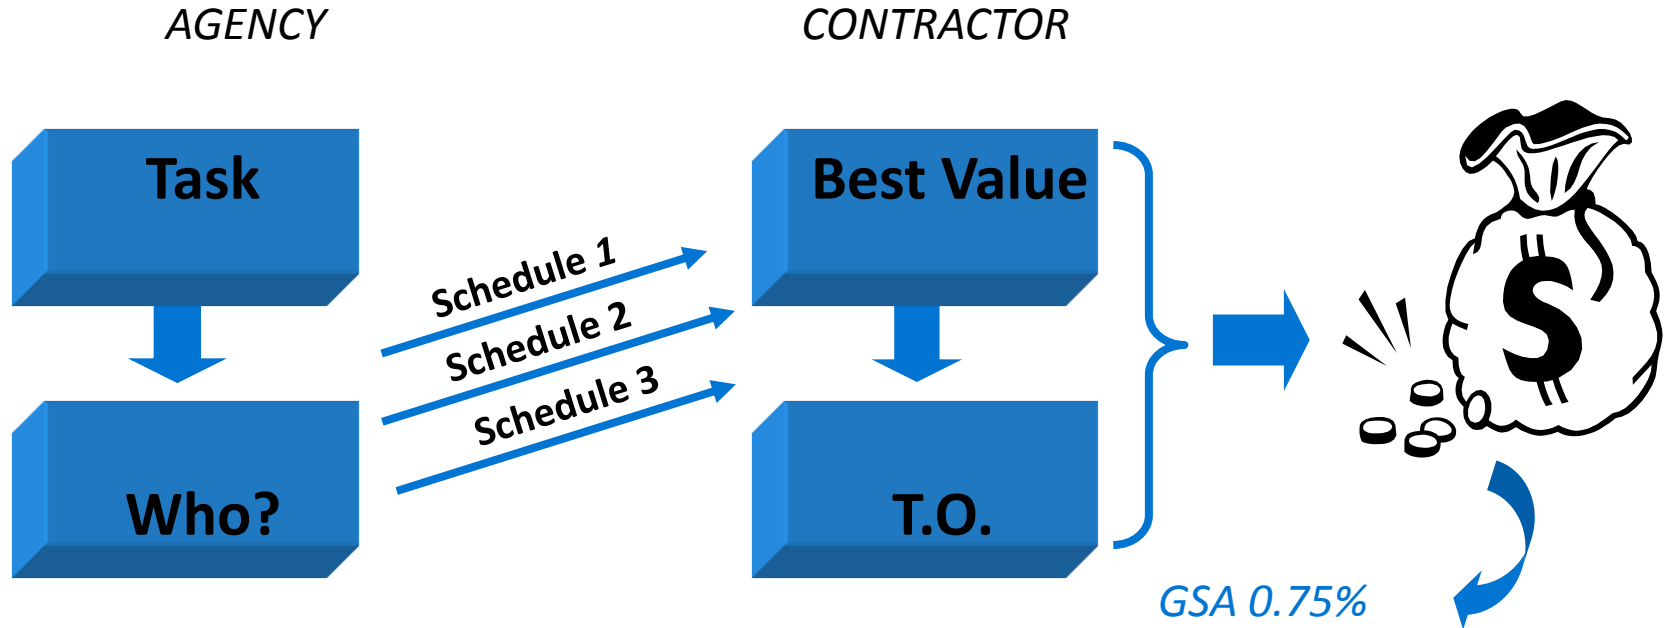 AGENCY
CONTRACTOR
Task
Best Value
Schedule 1
Schedule 2
Schedule 3
Who?
T.O.
$
GSA 0.75%